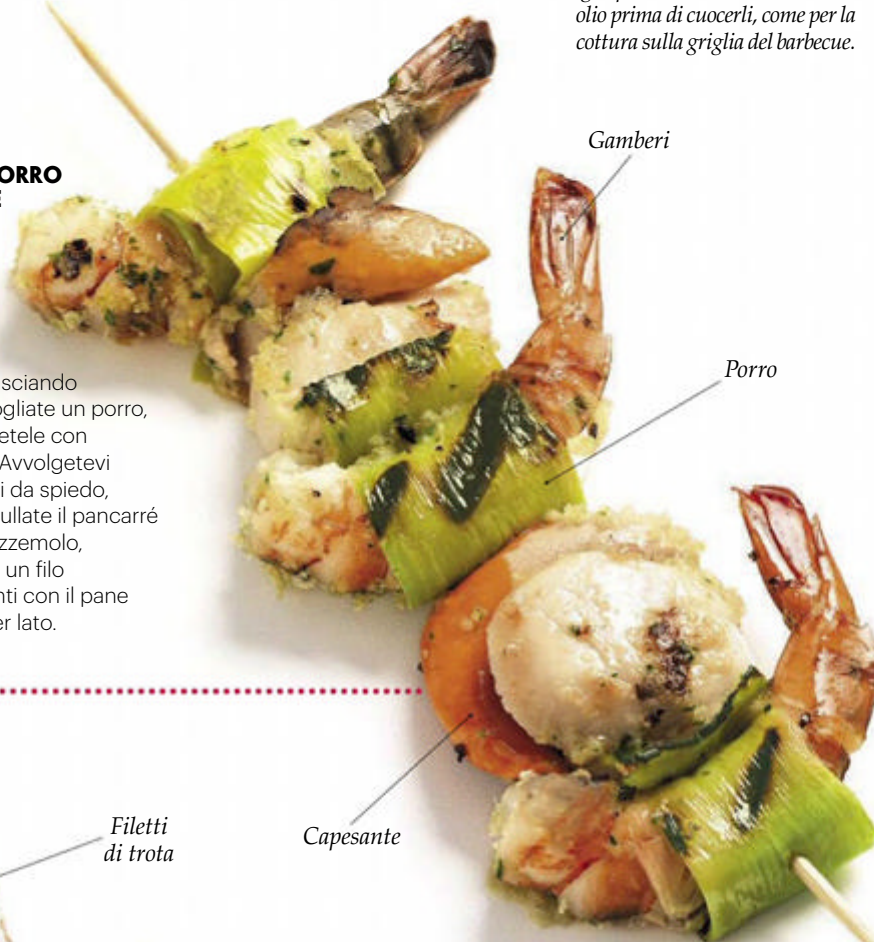 olio prima di cuocerli, come per la
cottura sulla griglia del barbecue.
Gamberi
ORRO
E
Porro
sciando
ogliate un porro,
etele con
Avvolgetevi
i da spiedo,
ullate il pancarré
zzemolo,
un filo
nti con il pane
er lato.
Filetti
di trota
Capesante